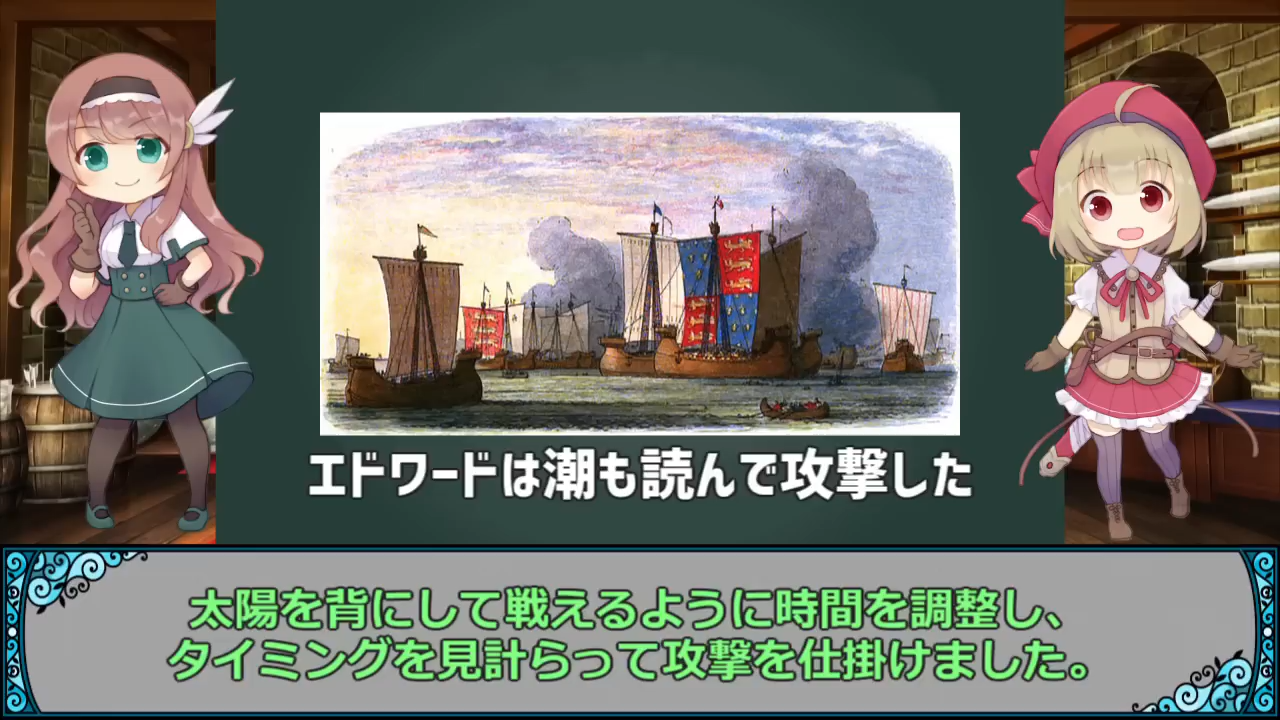 エドワードは潮も読んで攻撃した
太陽を背にして戦えるように時間を調整し、
タイミングを見計らって攻撃を仕掛けました。